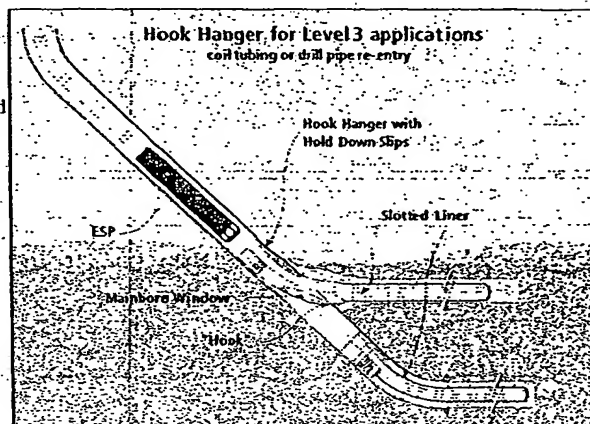 Hook Hanger for Level 3 applications
coil tubing or drill pipe re-entry
Hook Hanger with
Hold Down Slips
ESP
Slotted Liner
Mainbore Window
Hook